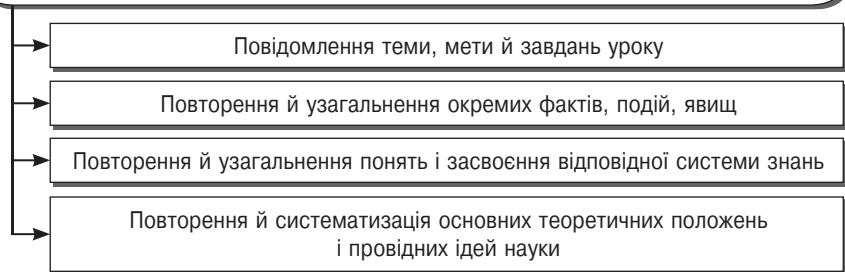 Повідомлення теми, мети й завдань уроку
Повторення й узагальнення окремих фактів, подій, явищ
Повторення й узагальнення понять і засвоєння відповідної системи знань
Повторення й систематизація основних теоретичних положень
і провідних ідей науки